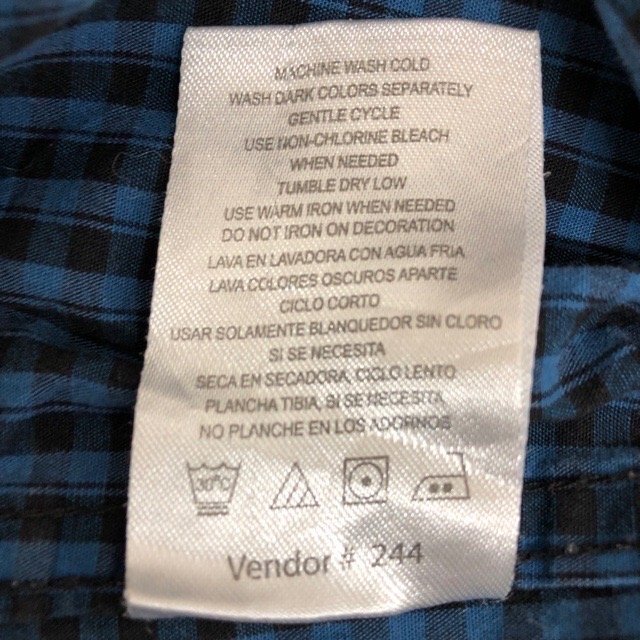 MACHINE WASH COLD
WASH DARK COLORS SEPARATELY
GENTLE CYCLE
USE NON-CHLORINE BLEACH
WHEN NEEDED
TUMBLE DRY LOW
USE WARM IRON WHEN NEEDED
DO NOT IRON ON DECORATION
LAVA EN LAVADORA CON AGUA FRIA
LAVA COLORES OSCUROS APARTE
CICLO CORTO
USAR SOLAMENTE BLANQUEDOR SIN CLORO
SI SE NECESITA
SECA EN SECADORA, CICLO LENTO
PLANCHA TIBIA, SI SE NECESITA
NO PLANCHE EN LOS ADORNOS
30°C
Vendor # 244